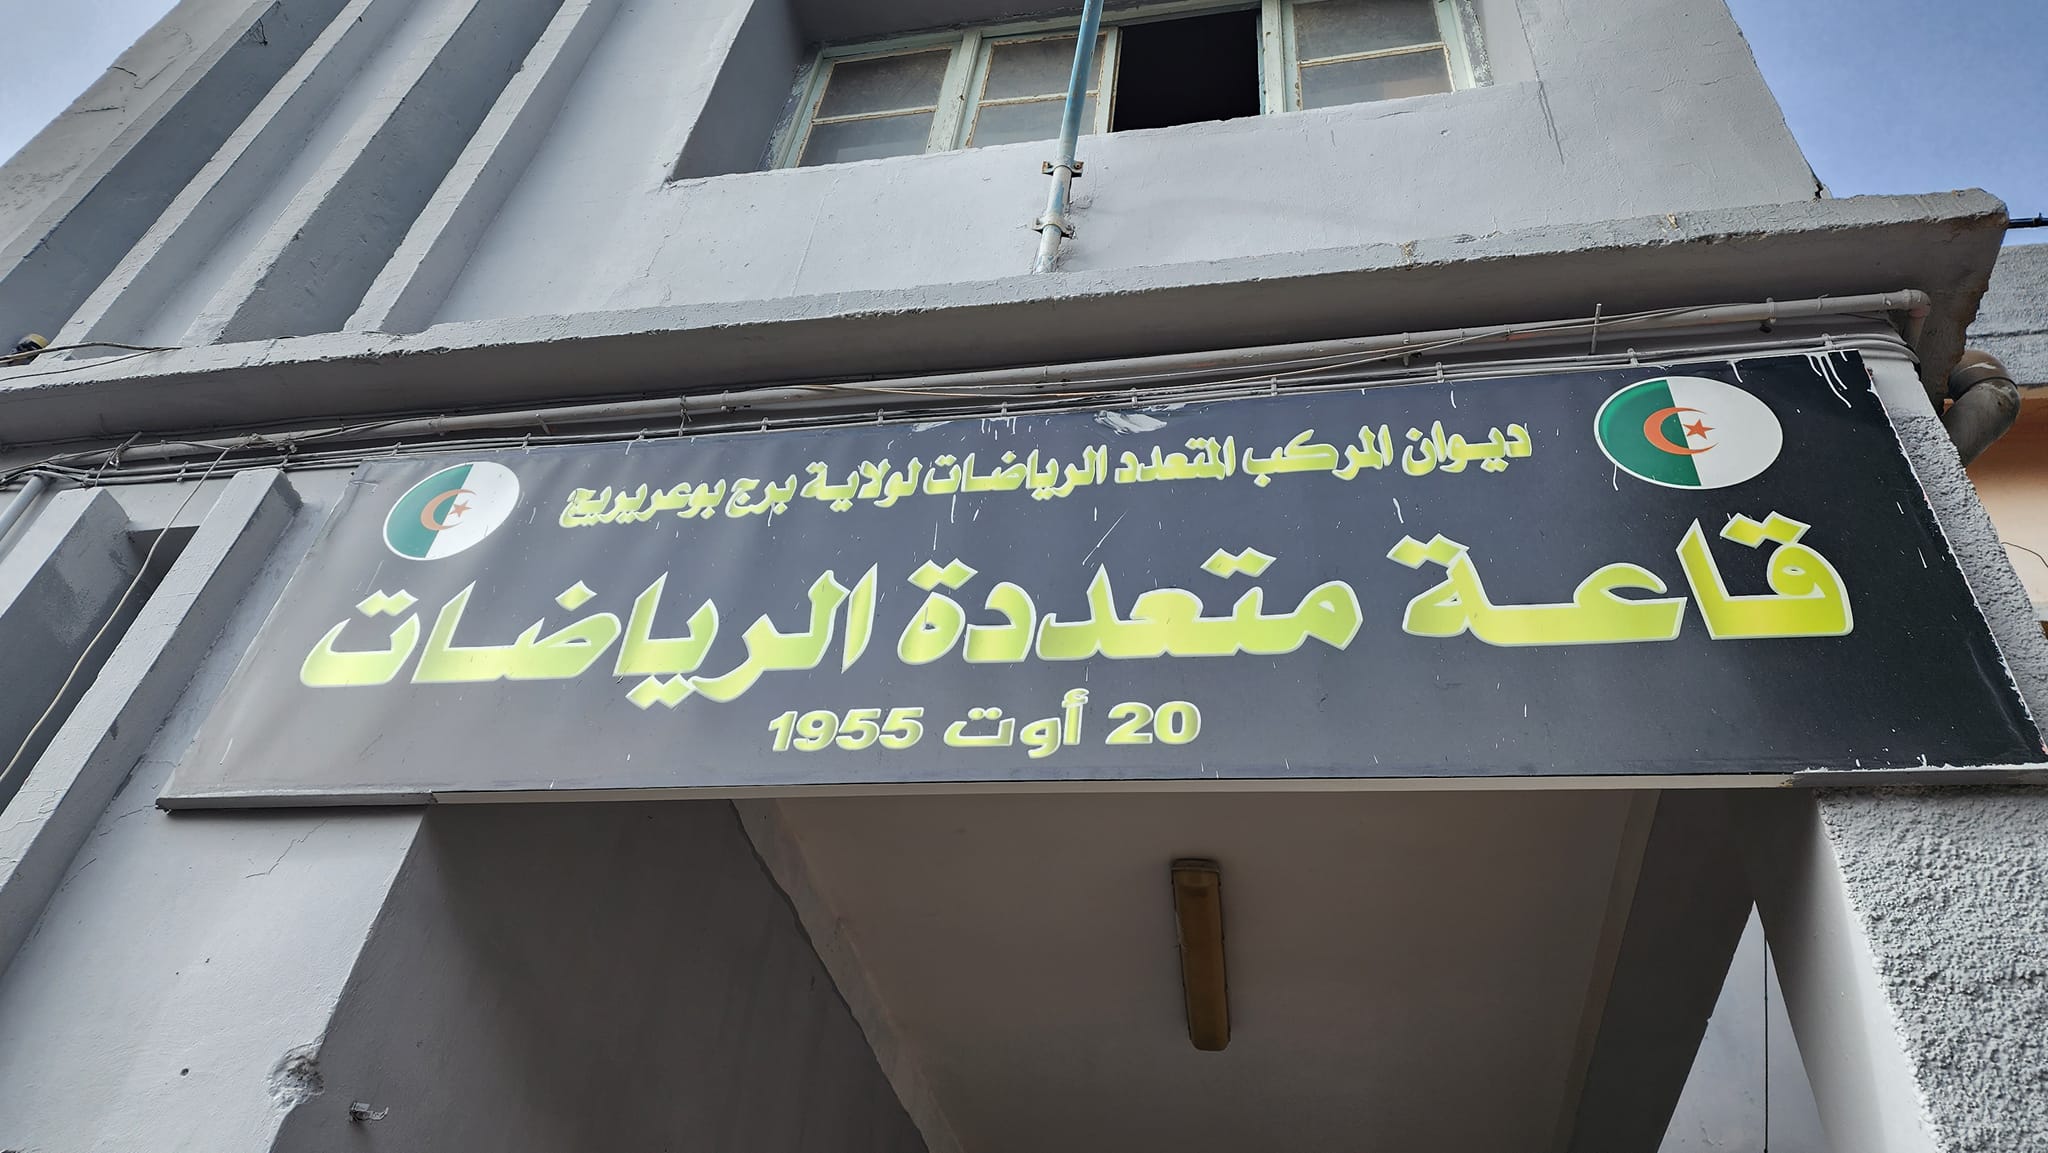 ديوان المركب المتعدد الرياضات لولاية برج بوعريريج
قاعة متعددة الرياضات
20 أوت 1955